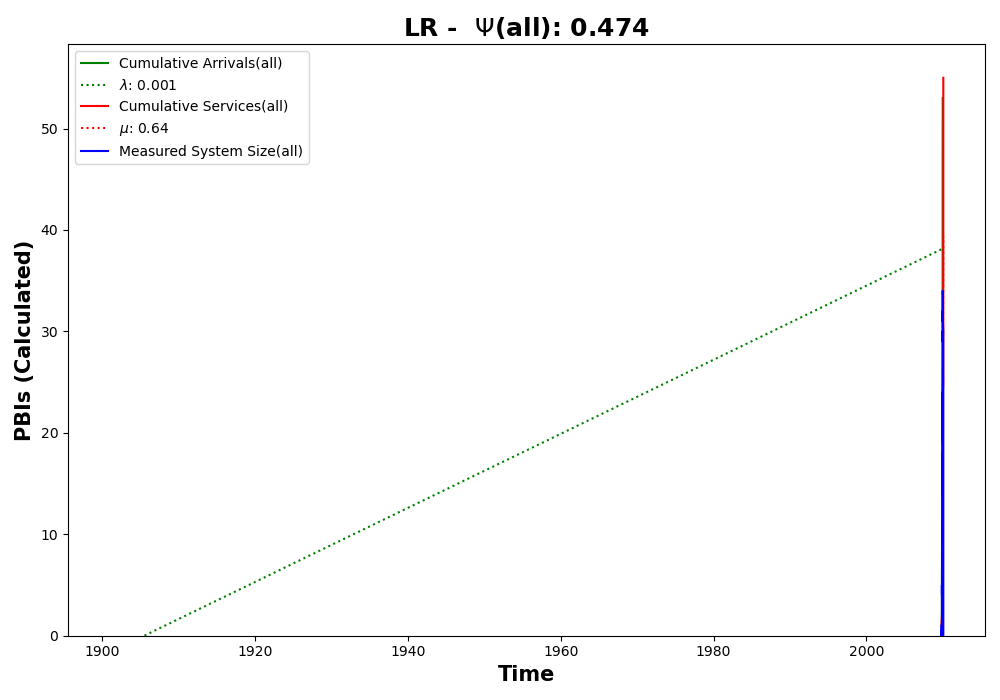 LR - Ψ(all): 0.474
Cumulative Arrivals(all)
λ: 0.001
Cumulative Services(all)
μ: 0.64
Measured System Size(all)
PBIs (Calculated)
50
40
30
20
10
0
1900 1920 1940 1960 1980 2000
Time